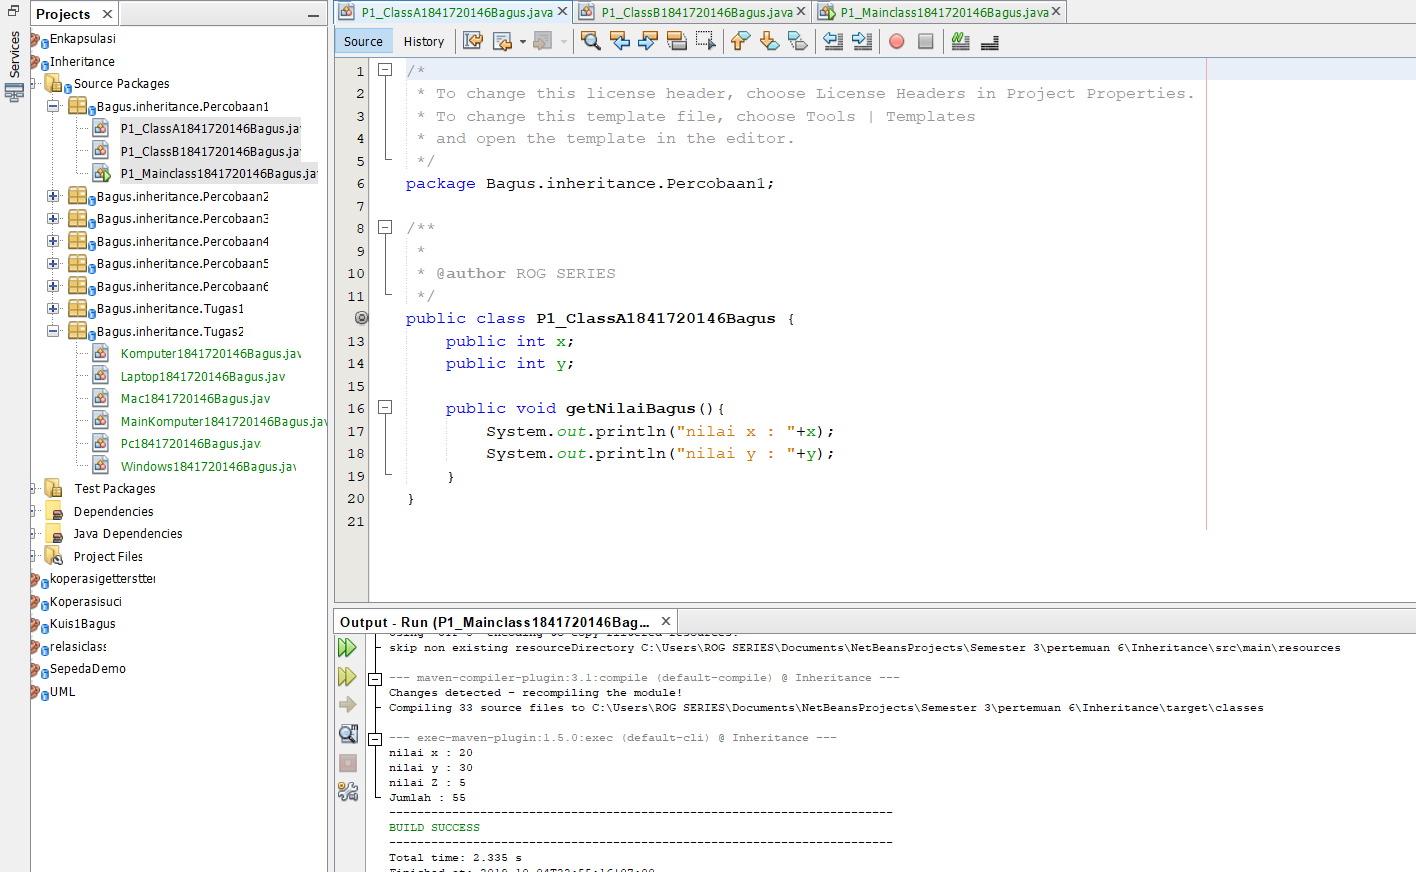 Services
Projects
Enkapsulasi
Inheritance
Source Packages
Bagus.inheritance.Percobaan1
P1_ClassA1841720146Bagus.jav
P1_ClassB1841720146Bagus.jav
P1_Mainclass1841720146Bagus.jav
Bagus.inheritance.Percobaan2
Bagus.inheritance.Percobaan3
Bagus.inheritance.Percobaan4
Bagus.inheritance.Percobaan5
Bagus.inheritance.Percobaan6
Bagus.inheritance.Tugas1
Bagus.inheritance.Tugas2
Komputer1841720146Bagus.jav
Laptop1841720146Bagus.jav
Mac1841720146Bagus.jav
MainKomputer1841720146Bagus.jav
Pc1841720146Bagus.jav
Windows1841720146Bagus.jav
Test Packages
Dependencies
Java Dependencies
Project Files
koperasigetterstter
Koperasisuci
Kuis1Bagus
relasiclass
SepedaDemo
UML
P1_ClassA1841720146Bagus.java P1_ClassB1841720146Bagus.java P1_Mainclass1841720146Bagus.java
Source History
1 /*
2 * To change this license header, choose License Headers in Project Properties.
3 * To change this template file, choose Tools | Templates
4 * and open the template in the editor.
5 */
6 package Bagus.inheritance.Percobaan1;
7
8 /**
9 *
10 * @author ROG SERIES
11 */
public class P1_ClassA1841720146Bagus {
13 public int x;
14 public int y;
15
16 public void getNilaiBagus(){
17 System.out.println("nilai x : "+x);
18 System.out.println("nilai y : "+y);
19 }
20 }
21
Output - Run (P1_Mainclass1841720146Bag...
skip non existing resourceDirectory C:\Users\ROG SERIES\Documents\NetBeansProjects\Semester 3\pertemuan 6\Inheritance\src\main\resources
--- maven-compiler-plugin:3.1:compile (default-compile) @ Inheritance ---
Changes detected - recompiling the module!
Compiling 33 source files to C:\Users\ROG SERIES\Documents\NetBeansProjects\Semester 3\pertemuan 6\Inheritance\target\classes
--- exec-maven-plugin:1.5.0:exec (default-cli) @ Inheritance ---
nilai x : 20
nilai y : 30
nilai Z : 5
Jumlah : 55
------------------------------------------------------------------------
BUILD SUCCESS
------------------------------------------------------------------------
Total time: 2.335 s